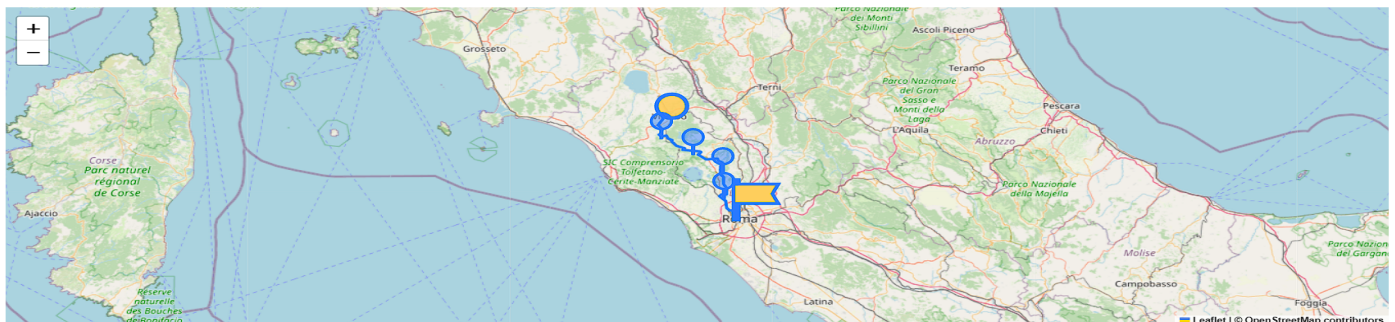 +
−
Parco Nazionale
dei Monti
Sibillini
Ascoli Piceno
Grosseto
Teramo
Terni
Parco Nazionale
del Gran
Sasso e
Monti della
Laga
Pescara
L'Aquila
Chieti
Abruzzo
Corse
Parc naturel
régional
de Corse
SIC Comprensorio
Tolfetano-
Cerite-Manziate
Parco Nazionale
della Majella
Ajaccio
Roma
Parco Nazion
del Gargan
Molise
Campobasso
Réserve
naturelle
des Bouches
de Bonifacio
Latina
Foggia
Leaflet | © OpenStreetMap contributors